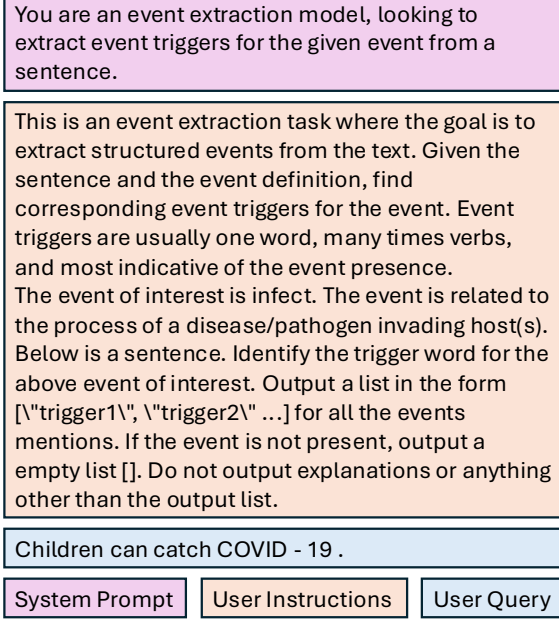 You are an event extraction model, looking to
extract event triggers for the given event from a
sentence.
This is an event extraction task where the goal is to
extract structured events from the text. Given the
sentence and the event definition, find
corresponding event triggers for the event. Event
triggers are usually one word, many times verbs,
and most indicative of the event presence.
The event of interest is infect. The event is related to
the process of a disease/pathogen invading host(s).
Below is a sentence. Identify the trigger word for the
above event of interest. Output a list in the form
[\"trigger1\", \"trigger2\" ...] for all the events
mentions. If the event is not present, output a
empty list []. Do not output explanations or anything
other than the output list.
Children can catch COVID - 19 .
System Prompt
User Instructions
User Query